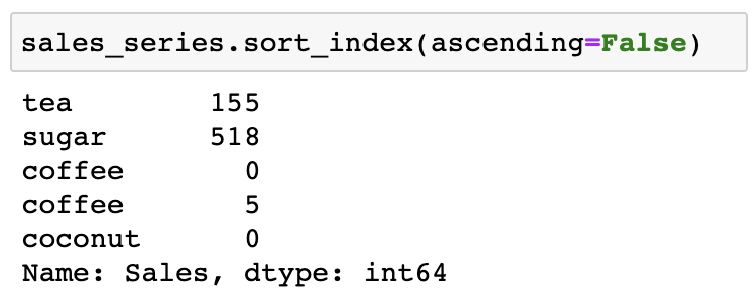 sales_series.sort_index(ascending=False)
tea        155
sugar      518
coffee       0
coffee       5
coconut      0
Name: Sales, dtype: int64